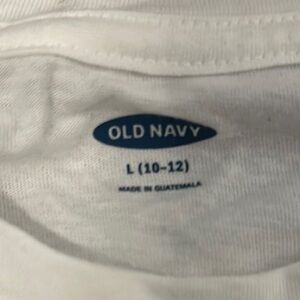 OLD NAVY
L (10-12)
MADE IN GUATEMALA